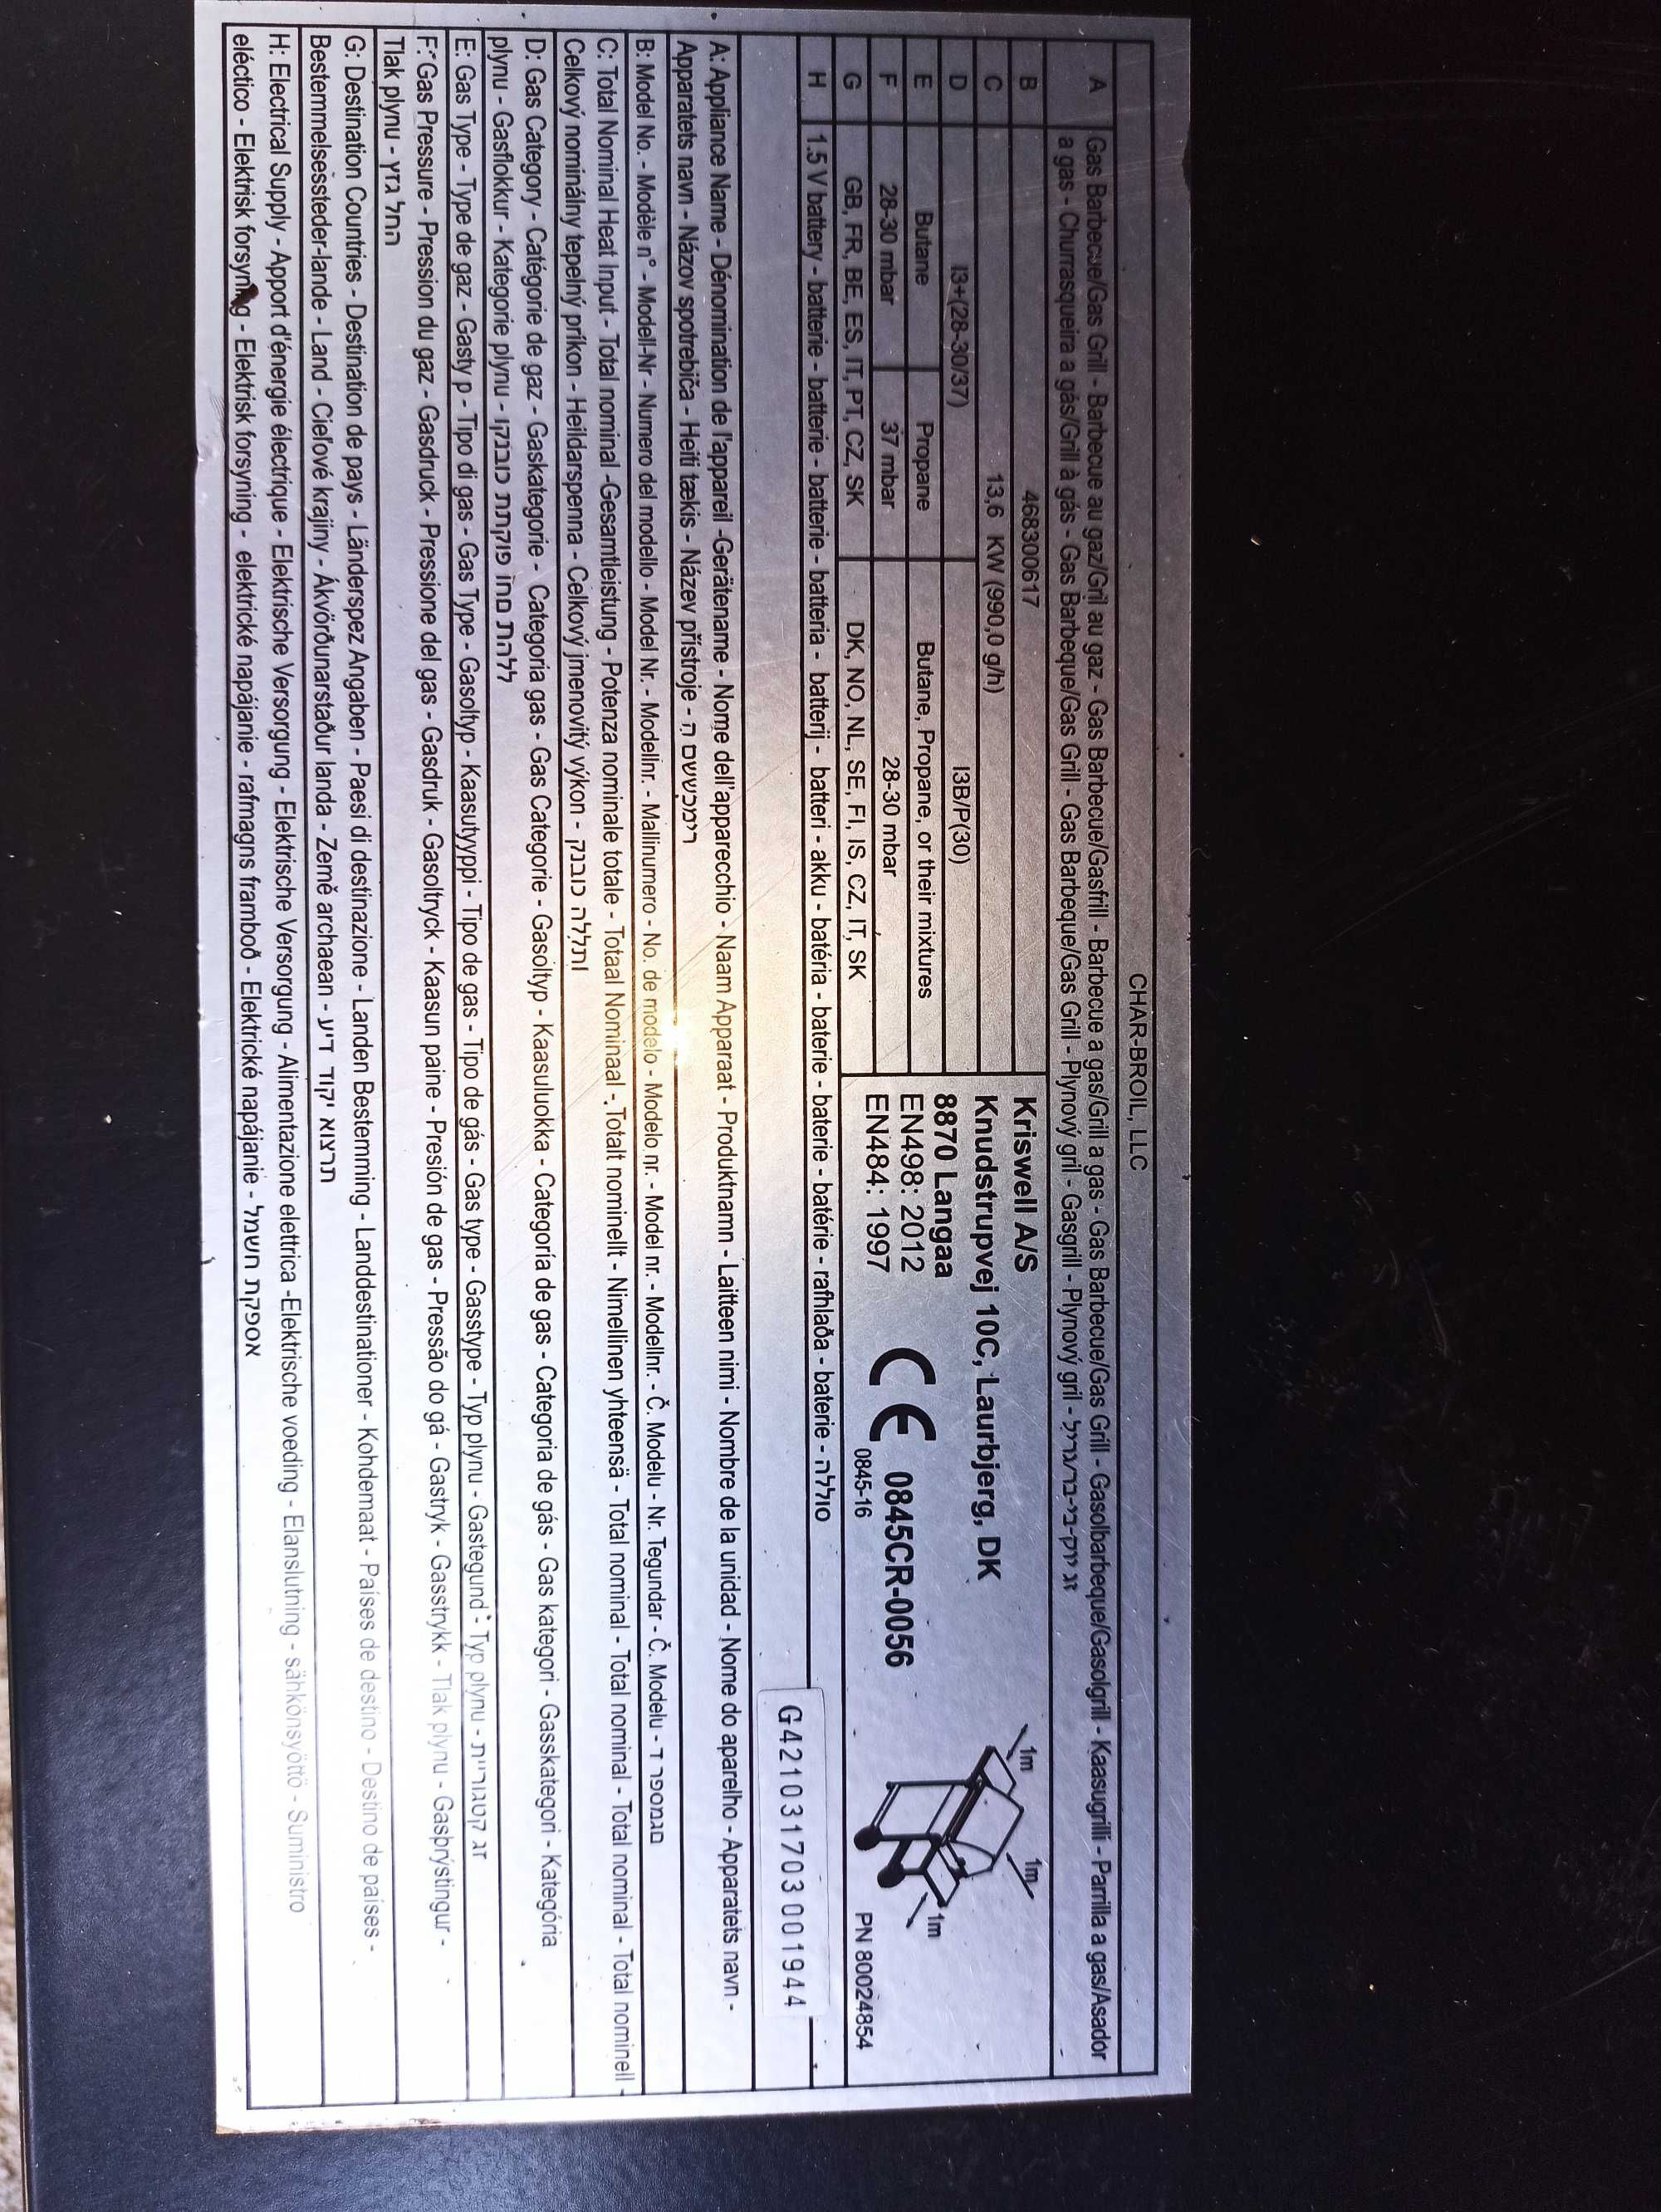 CHAR-BROIL, LLC
A Gas Barbecue/Gas Grill - Barbecue au gaz/Gril au gaz - Gas Barbecue/Gasfrill - Barbecue a gas/Grill a gas - Gas Barbecue/Gas Grill - Gasolbarbeque/Gasolgrill - Kaasugrilli - Parrilla a gas/Asador
a gas - Churrasqueira a gás/Grill à gás - Gas Barbeque/Gas Grill - Gas Barbeque/Gas Grill - Plynový gril - Gasgrill - Plynový gril -
B 468300617
C 13,6 KW (990,0 g/h)
D I3+(28-30/37) I3B/P(30)
E Butane Propane Butane, Propane, or their mixtures
F 28-30 mbar 37 mbar 28-30 mbar
G GB, FR, BE, ES, IT, PT, CZ, SK DK, NO, NL, SE, FI, IS, CZ, IT, SK
Kriswell A/S
Knudstrupvej 10C, Laurbjerg, DK
8870 Langaa
EN498: 2012
EN484: 1997
CE 0845CR-0056
0845-16
1m
1m
1m
PN 80024854
H 1.5 V battery - batterie - batterie - batterie - batteria - batterij - batteri - akku - batéria - baterie - baterie - batérie - rafhlaða - baterie - סוללה
G421031703001944
A: Appliance Name - Dénomination de l'appareil -Gerätename - Nome dell'apparecchio - Naam Apparaat - Produktnamn - Laitteen nimi - Nombre de la unidad - Nome do aparelho - Apparatets navn -
Apparatets navn - Názov spotrebiča - Heiti tækis - Název přístroje - רימכשעם ה
B: Model No. - Modèle n° - Modell-Nr - Numero del modello - Model Nr. - Modellnr. - Mallinumero - No. de modelo - Modelo nr. - Model nr. - Modellnr. - Č. Modelu - Nr. Tegundar - Č. Modelu -
C: Total Nominal Heat Input - Total nominal -Gesamtleistung - Potenza nominale totale - Totaal Nominaal - Totalt nominellt - Nimellinen yhteensä - Total nominal - Total nominal - Total nominal - Total nominell -
Celkový nominálny tepelný príkon - Heildarspenna - Celkový jmenovitý výkon -
D: Gas Category - Catégorie de gaz - Gaskategorie - Categoria gas - Gas Categorie - Gasoltyp - Kaasuluokka - Categoría de gas - Categoria de gás - Gas kategori - Gasskategori - Kategória
plynu - Gasflokkur - Kategorie plynu -
E: Gas Type - Type de gaz - Gasty p - Tipo di gas - Gas Type - Gasoltyp - Kaasutyyppi - Tipo de gas - Tipo de gás - Gas type - Gasstype - Typ plynu - Gastegund - Typ plynu - זג קטגורית
F: Gas Pressure - Pression du gaz - Gasdruck - Pressione del gas - Gasdruk - Gasoltryck - Kaasun paine - Presión de gas - Pressão do gá - Gastryk - Gasstrykk - Tlak plynu - Gasþrýstingur -
Tlak plynu - החל גזץ
G: Destination Countries - Destination de pays - Länderspez Angaben - Paesi di destinazione - Landen Bestemming - Landdestinationer - Kohdemaat - Países de destino - Destino de países -
Bestemmelsessteder-lande - Land - Cieľové krajiny - Ákvörðunarstaður landa - Země archaean -
H: Electrical Supply - Apport d'énergie électrique - Elektrische Versorgung - Alimentazione elettrica -Elektrische voeding - Elanslutning - sähkönsyöttö - Suministro
eléctico - Elektrisk forsyning - Elektrisk forsyning - elektrické napájanie - rafmagns framboð - Elektrické napájanie - אספקת חשמל